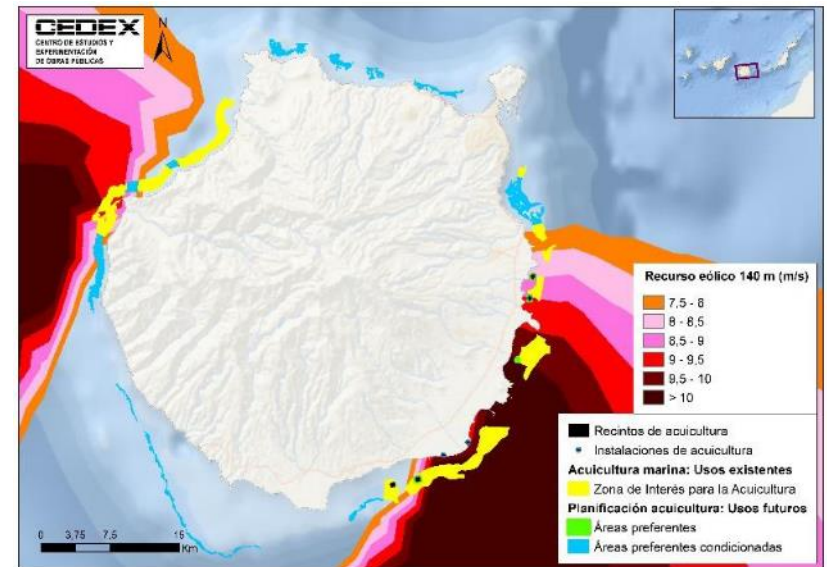 CEDEX
CENTRO DE ESTUDIOS Y
EXPERIMENTACIÓN
DE OBRAS PÚBLICAS
N
Recurso eólico 140 m (m/s)
7,5 - 8
8 - 8,5
8,5 - 9
9 - 9,5
9,5 - 10
> 10
Recintos de acuicultura
Instalaciones de acuicultura
Acuicultura marina: Usos existentes
Zona de Interés para la Acuicultura
Planificación acuicultura: Usos futuros
Áreas preferentes
Áreas preferentes condicionadas
0 3,75 7,5 15
Km